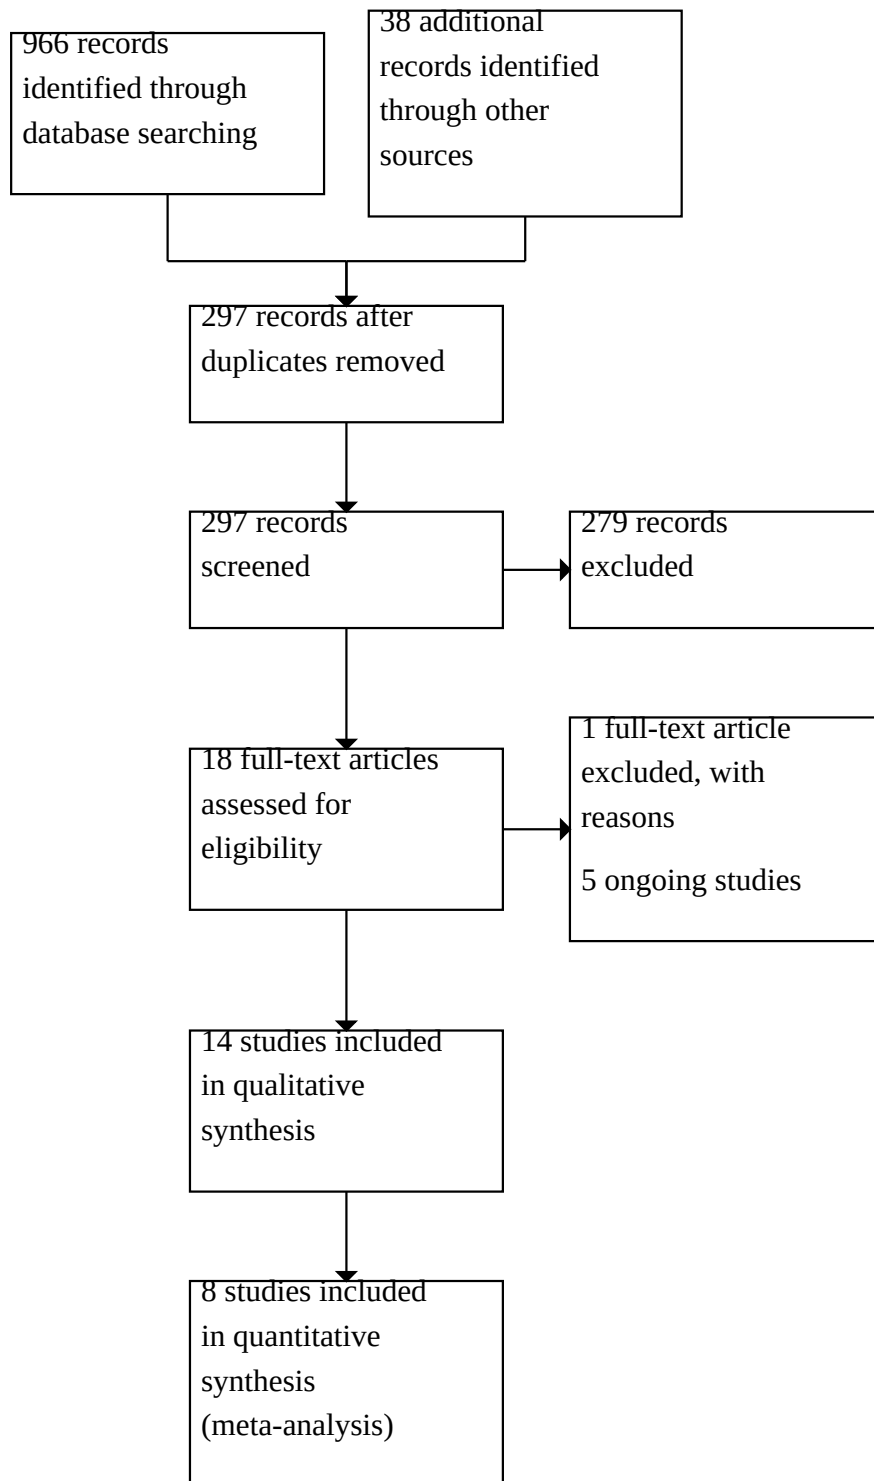 966 records
identified through
database searching
38 additional
records identified
through other
sources
297 records after
duplicates removed
297 records
screened
279 records
excluded
18 full-text articles
assessed for
eligibility
1 full-text article
excluded, with
reasons
5 ongoing studies
14 studies included
in qualitative
synthesis
8 studies included
in quantitative
synthesis
(meta-analysis)